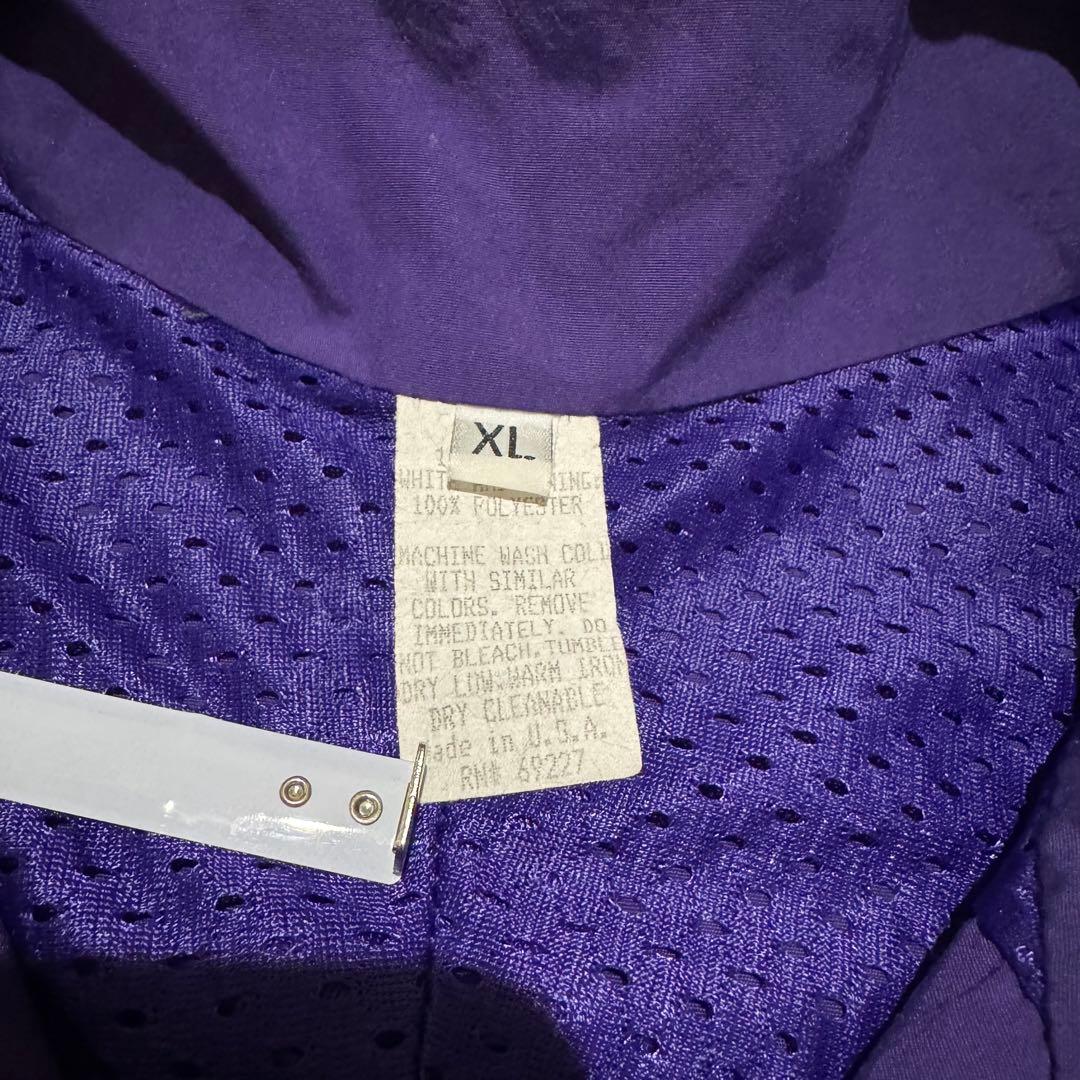 XL
100% POLYESTER
MACHINE WASH COLD
WITH SIMILAR
COLORS. REMOVE
IMMEDIATELY. DO
NOT BLEACH. TUMBLE
DRY LOW. WARM IRON
DRY CLEANABLE
ade in U.S.A.
RN# 69227